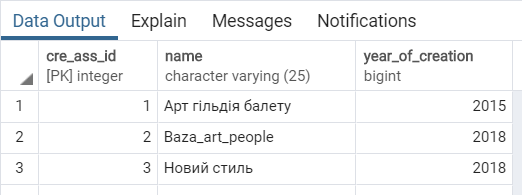 Data Output Explain Messages Notifications
cre_ass_id name year_of_creation
[PK] integer character varying (25) bigint
1 1 Арт гільдія балету 2015
2 2 Baza_art_people 2018
3 3 Новий стиль 2018